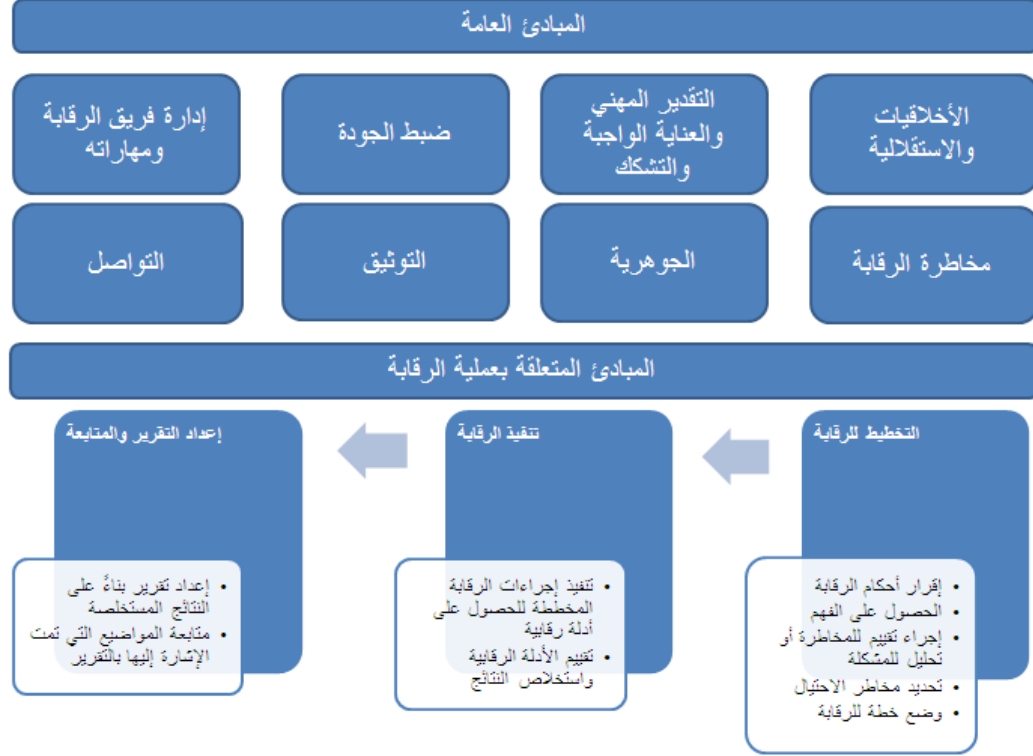 المبادئ العامة
الأخلاقيات
والاستقلالية
التقدير المهني
والعناية الواجبة
والتشكك
ضبط الجودة
إدارة فريق الرقابة
ومهاراته
مخاطرة الرقابة
الجوهرية
التوثيق
التواصل
المبادئ المتعلقة بعملية الرقابة
التخطيط للرقابة
• إقرار أحكام الرقابة
• الحصول على الفهم
• إجراء تقييم للمخاطرة أو
تحليل للمشكلة
• تحديد مخاطر الاحتيال
• وضع خطة للرقابة
تنفيذ الرقابة
• تنفيذ إجراءات الرقابة
المخططة للحصول على
أدلة رقابية
• تقييم الأدلة الرقابية
واستخلاص النتائج
إعداد التقرير والمتابعة
• إعداد تقرير بناءً على
النتائج المستخلصة
• متابعة المواضيع التي تمت
الإشارة إليها بالتقرير